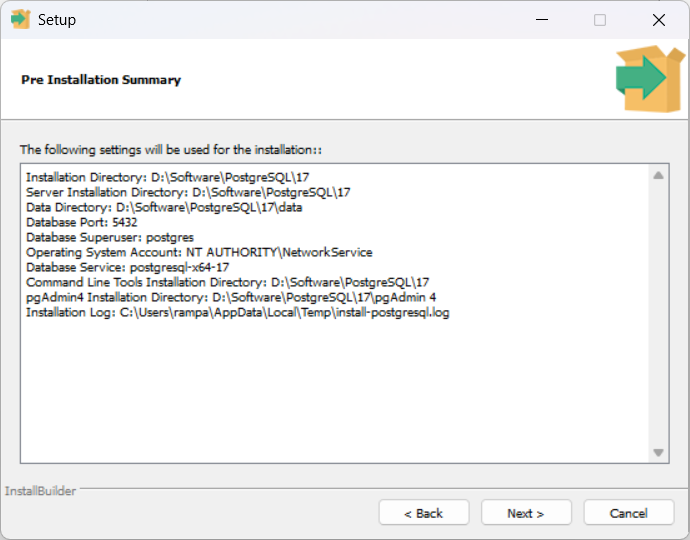 Setup
Pre Installation Summary
The following settings will be used for the installation::
Installation Directory: D:\Software\PostgreSQL\17
Server Installation Directory: D:\Software\PostgreSQL\17
Data Directory: D:\Software\PostgreSQL\17\data
Database Port: 5432
Database Superuser: postgres
Operating System Account: NT AUTHORITY\NetworkService
Database Service: postgresql-x64-17
Command Line Tools Installation Directory: D:\Software\PostgreSQL\17
pgAdmin4 Installation Directory: D:\Software\PostgreSQL\17\pgAdmin 4
Installation Log: C:\Users\rampa\AppData\Local\Temp\install-postgresql.log
InstallBuilder
< Back Next > Cancel